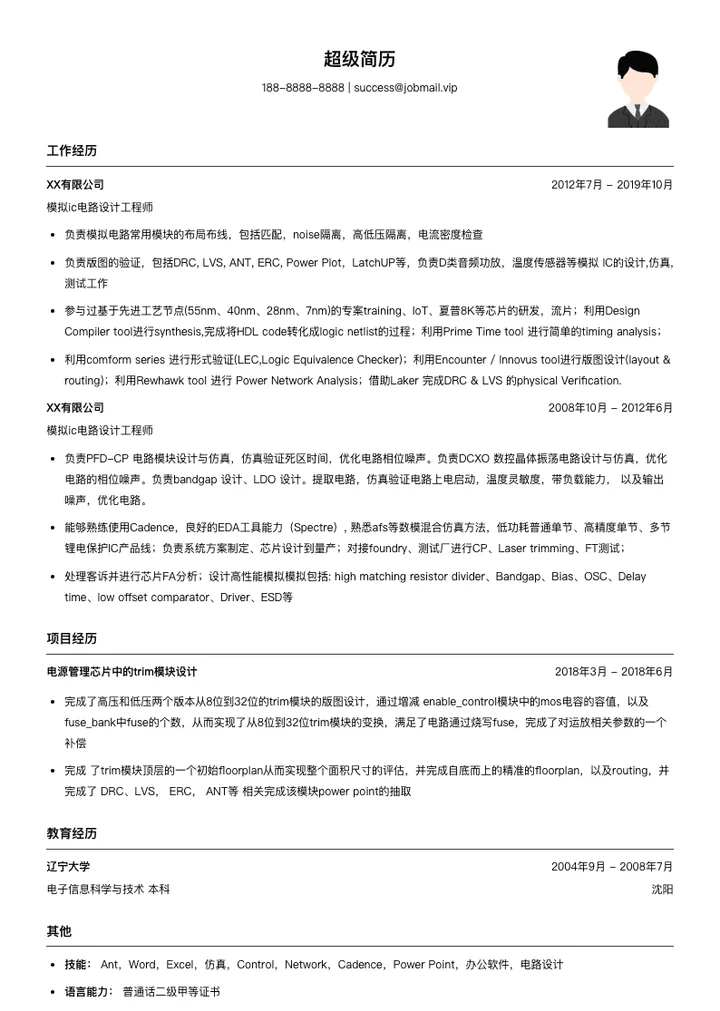 超级简历
188-8888-8888 | success@jobmail.vip
工作经历
XX有限公司 2012年7月 – 2019年10月
模拟ic电路设计工程师
• 负责模拟电路常用模块的布局布线，包括匹配，noise隔离，高低压隔离，电流密度检查
• 负责版图的验证，包括DRC, LVS, ANT, ERC, Power Plot，LatchUP等，负责D类音频功放，温度传感器等模拟 IC的设计,仿真,
测试工作
• 参与过基于先进工艺节点(55nm、40nm、28nm、7nm)的专案training、IoT、夏普8K等芯片的研发，流片；利用Design
Compiler tool进行synthesis,完成将HDL code转化成logic netlist的过程；利用Prime Time tool 进行简单的timing analysis；
• 利用comform series 进行形式验证(LEC,Logic Equivalence Checker)；利用Encounter / Innovus tool进行版图设计(layout &
routing)；利用Rewhawk tool 进行 Power Network Analysis；借助Laker 完成DRC & LVS 的physical Verification.
XX有限公司 2008年10月 – 2012年6月
模拟ic电路设计工程师
• 负责PFD-CP 电路模块设计与仿真，仿真验证死区时间，优化电路相位噪声。负责DCXO 数控晶体振荡电路设计与仿真，优化
电路的相位噪声。负责bandgap 设计、LDO 设计。提取电路，仿真验证电路上电启动，温度灵敏度，带负载能力， 以及输出
噪声，优化电路。
• 能够熟练使用Cadence，良好的EDA工具能力（Spectre）, 熟悉afs等数模混合仿真方法，低功耗普通单节、高精度单节、多节
锂电保护IC产品线；负责系统方案制定、芯片设计到量产；对接foundry、测试厂进行CP、Laser trimming、FT测试；
• 处理客诉并进行芯片FA分析；设计高性能模拟模拟包括: high matching resistor divider、Bandgap、Bias、OSC、Delay
time、low offset comparator、Driver、ESD等
项目经历
电源管理芯片中的trim模块设计 2018年3月 – 2018年6月
• 完成了高压和低压两个版本从8位到32位的trim模块的版图设计，通过增减 enable_control模块中的mos电容的容值，以及
fuse_bank中fuse的个数，从而实现了从8位到32位trim模块的变换，满足了电路通过烧写fuse，完成了对运放相关参数的一个
补偿
• 完成 了trim模块顶层的一个初始floorplan从而实现整个面积尺寸的评估，并完成自底而上的精准的floorplan，以及routing，并
完成了 DRC、LVS， ERC， ANT等 相关完成该模块power point的抽取
教育经历
辽宁大学 2004年9月 – 2008年7月
电子信息科学与技术 本科 沈阳
其他
• 技能： Ant，Word，Excel，仿真，Control，Network，Cadence，Power Point，办公软件，电路设计
• 语言能力： 普通话二级甲等证书